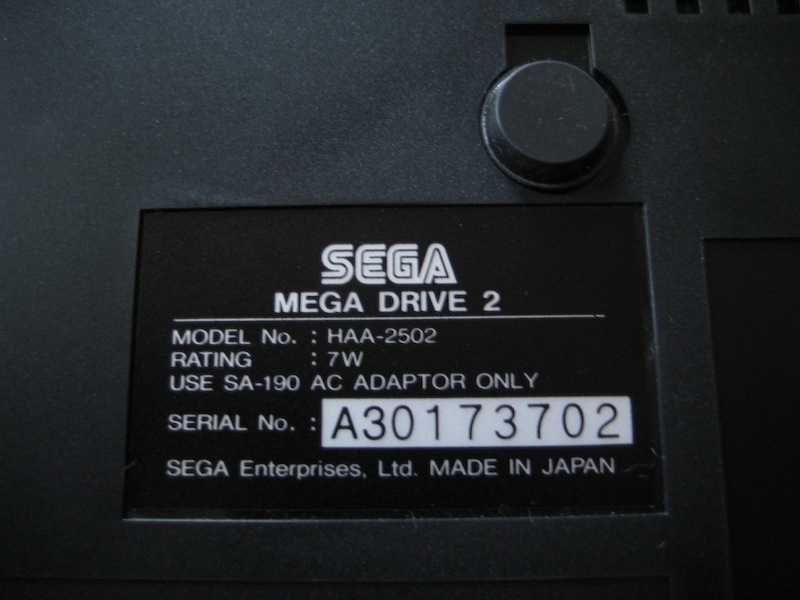 SEGA
MEGA DRIVE 2
MODEL No. : HAA-2502
RATING : 7W
USE SA-190 AC ADAPTOR ONLY
SERIAL No. : A30173702
SEGA Enterprises, Ltd. MADE IN JAPAN